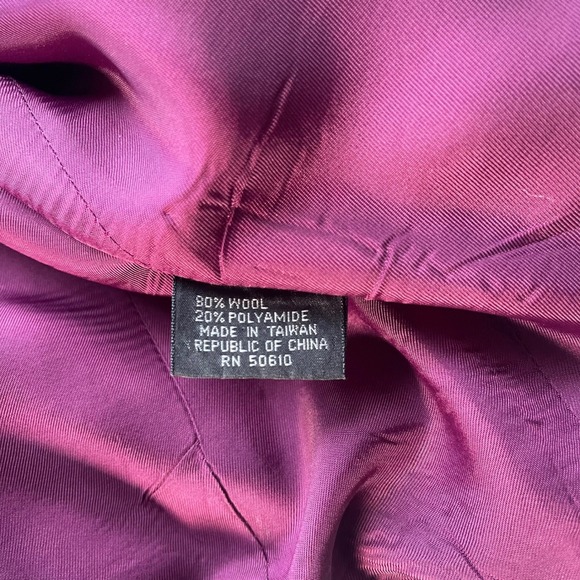 80% WOOL
20% POLYAMIDE
MADE IN TAIWAN
REPUBLIC OF CHINA
RN 50610